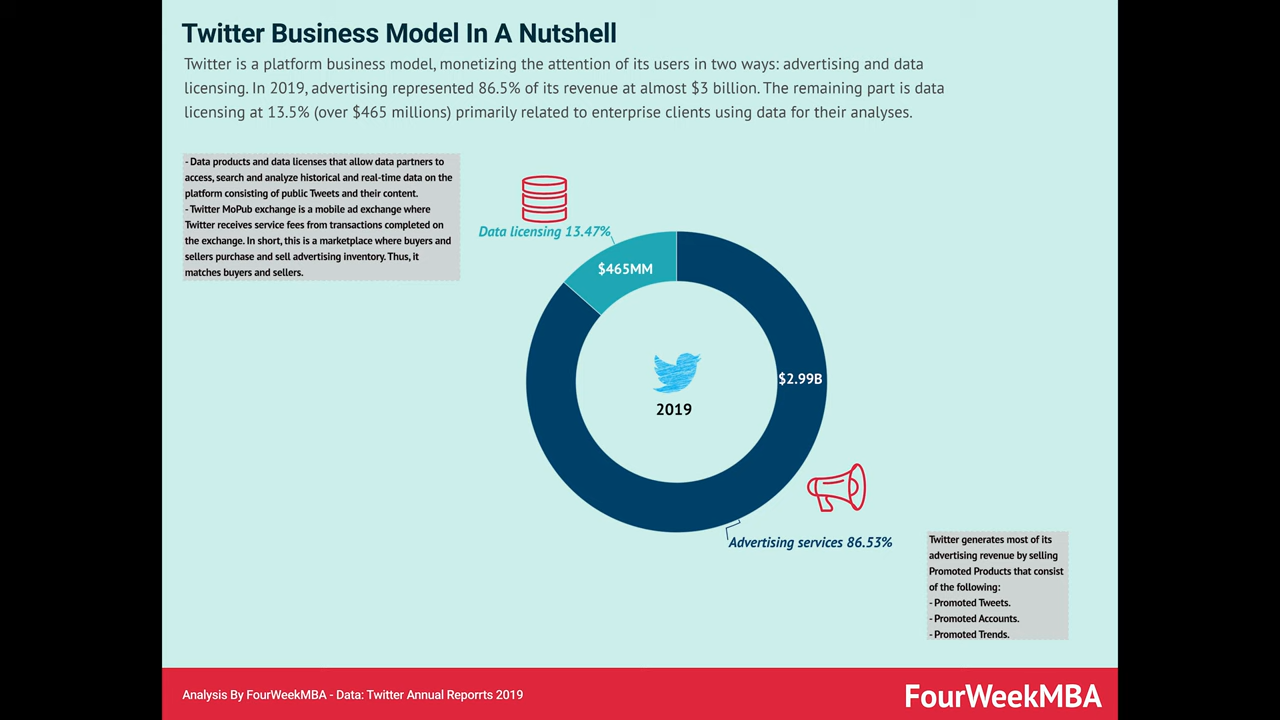 Twitter Business Model In A Nutshell
Twitter is a platform business model, monetizing the attention of its users in two ways: advertising and data
licensing. In 2019, advertising represented 86.5% of its revenue at almost $3 billion. The remaining part is data
licensing at 13.5% (over $465 millions) primarily related to enterprise clients using data for their analyses.
- Data products and data licenses that allow data partners to
access, search and analyze historical and real-time data on the
platform consisting of public Tweets and their content.
- Twitter MoPub exchange is a mobile ad exchange where
Twitter receives service fees from transactions completed on
the exchange. In short, this is a marketplace where buyers and
sellers purchase and sell advertising inventory. Thus, it
matches buyers and sellers.
Data licensing 13.47%
$465MM
$2.99B
2019
Advertising services 86.53%
Twitter generates most of its
advertising revenue by selling
Promoted Products that consist
of the following:
- Promoted Tweets.
- Promoted Accounts.
- Promoted Trends.
Analysis By FourWeekMBA - Data: Twitter Annual Reporrts 2019
FourWeekMBA